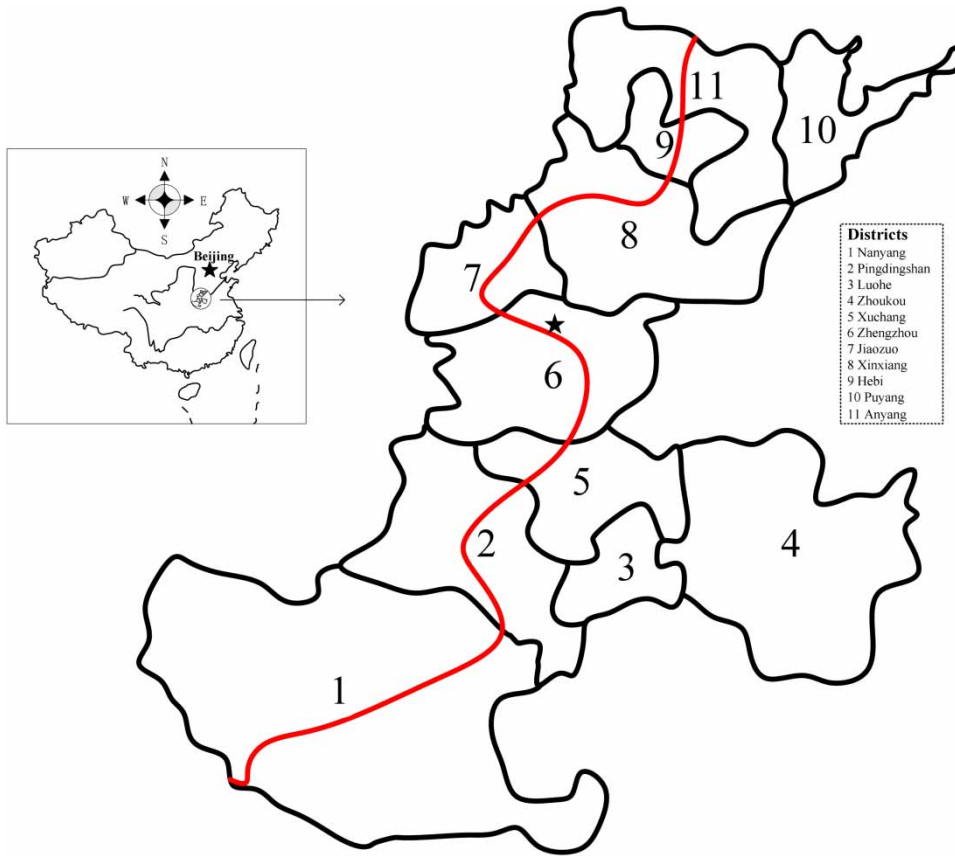 11
10
9
8
7
6
5
4
3
2
1
N
W E
S
Beijing
Districts
1 Nanyang
2 Pingdingshan
3 Luohe
4 Zhoukou
5 Xuchang
6 Zhengzhou
7 Jiaozuo
8 Xinxiang
9 Hebi
10 Puyang
11 Anyang